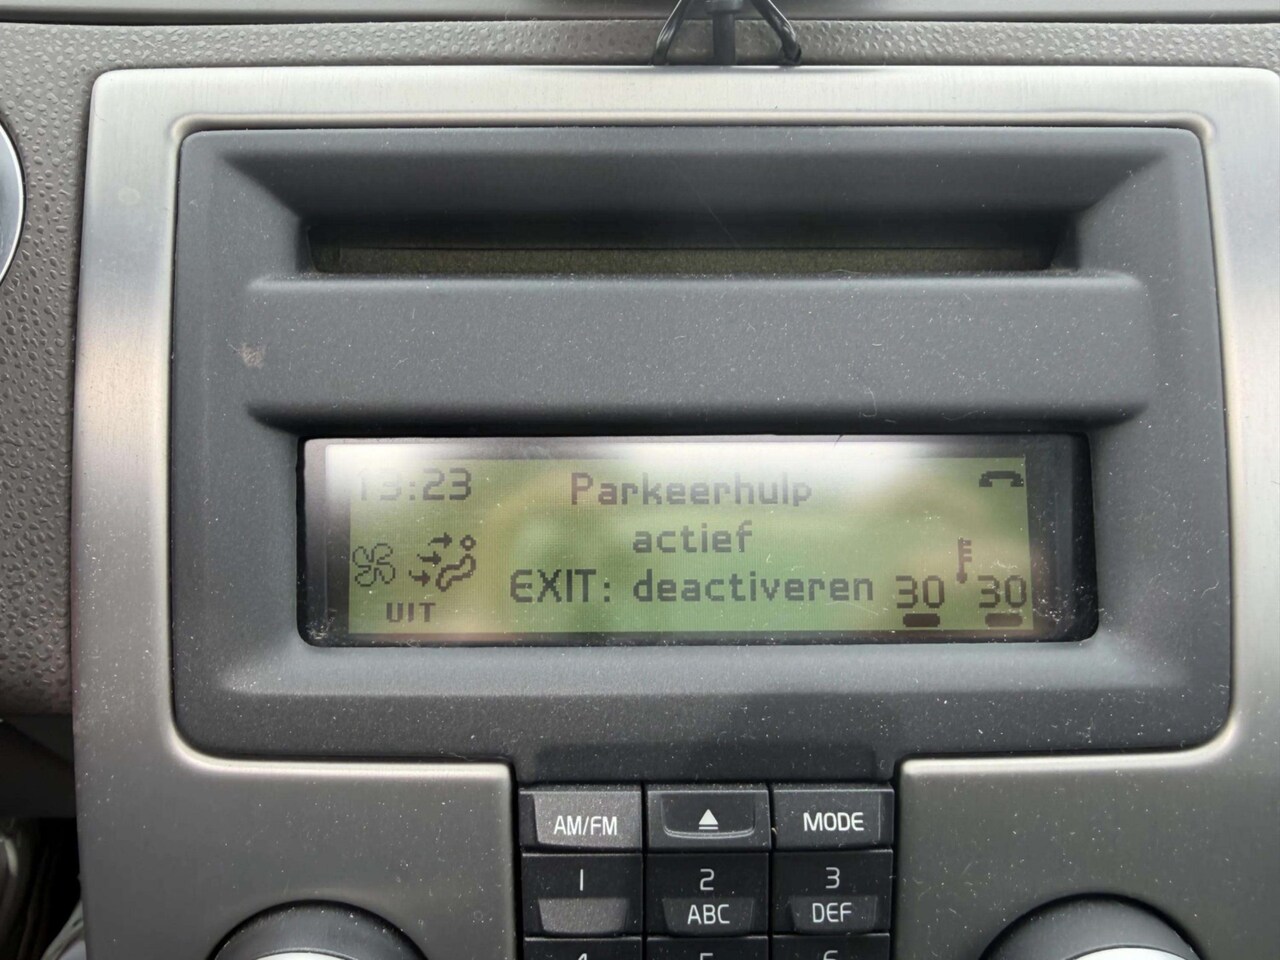 13:23
Parkeerhulp
actief
EXIT: deactiveren
UIT
30 30
AM/FM MODE
1 2 3
ABC DEF